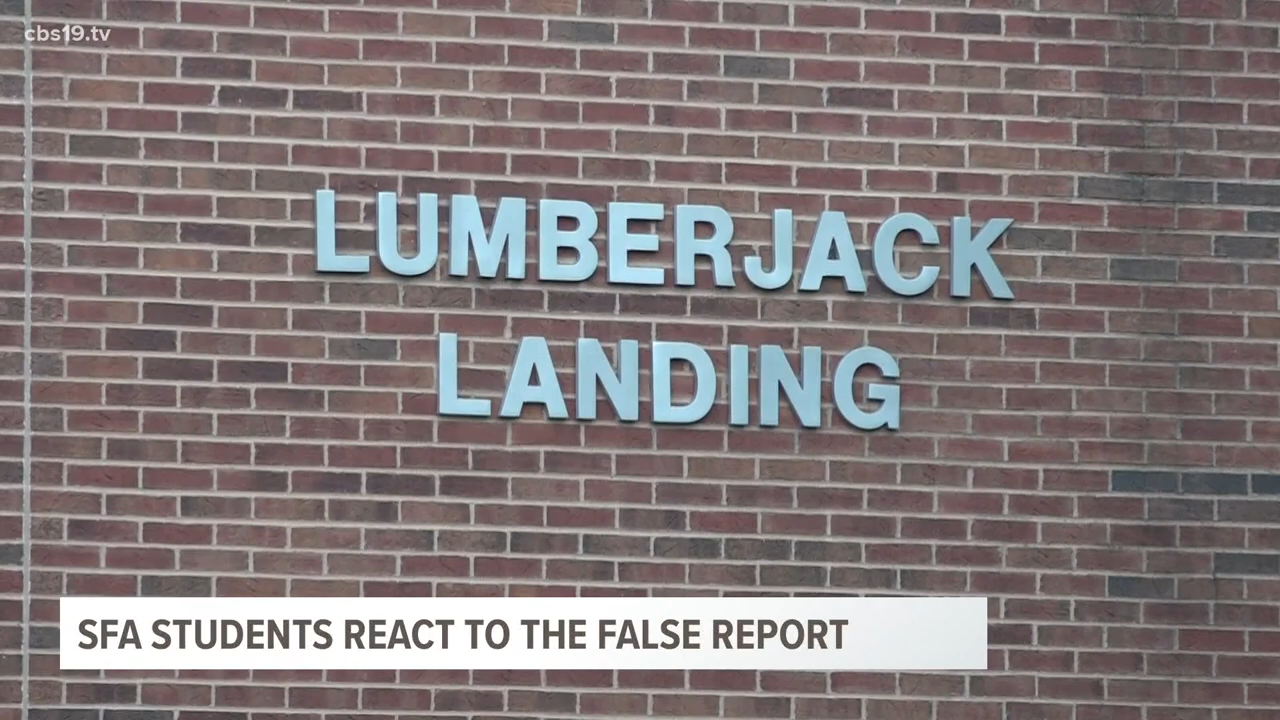 cbs19.tv
LUMBERJACK
LANDING
SFA STUDENTS REACT TO THE FALSE REPORT